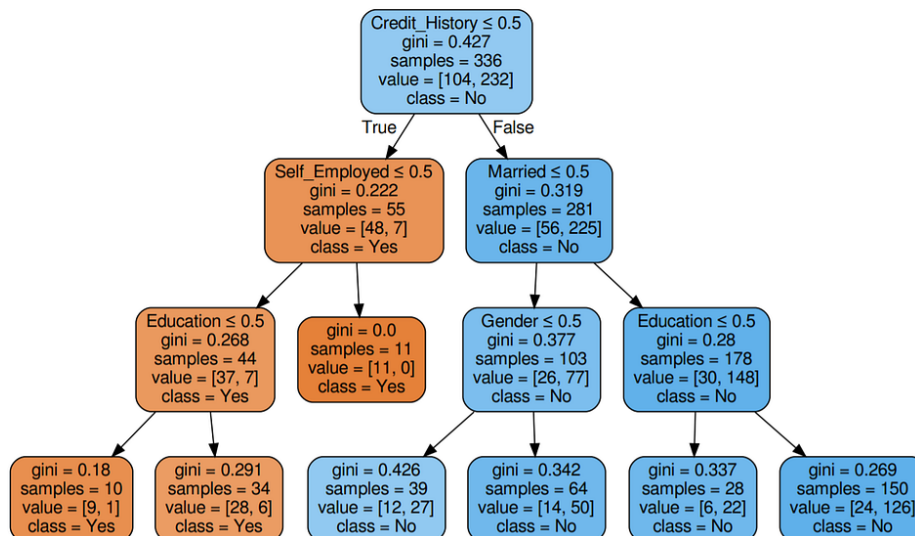 Credit_History ≤ 0.5
gini = 0.427
samples = 336
value = [104, 232]
class = No
True
False
Self_Employed ≤ 0.5
gini = 0.222
samples = 55
value = [48, 7]
class = Yes
Married ≤ 0.5
gini = 0.319
samples = 281
value = [56, 225]
class = No
Education ≤ 0.5
gini = 0.268
samples = 44
value = [37, 7]
class = Yes
gini = 0.0
samples = 11
value = [11, 0]
class = Yes
Gender ≤ 0.5
gini = 0.377
samples = 103
value = [26, 77]
class = No
Education ≤ 0.5
gini = 0.28
samples = 178
value = [30, 148]
class = No
gini = 0.18
samples = 10
value = [9, 1]
class = Yes
gini = 0.291
samples = 34
value = [28, 6]
class = Yes
gini = 0.426
samples = 39
value = [12, 27]
class = No
gini = 0.342
samples = 64
value = [14, 50]
class = No
gini = 0.337
samples = 28
value = [6, 22]
class = No
gini = 0.269
samples = 150
value = [24, 126]
class = No